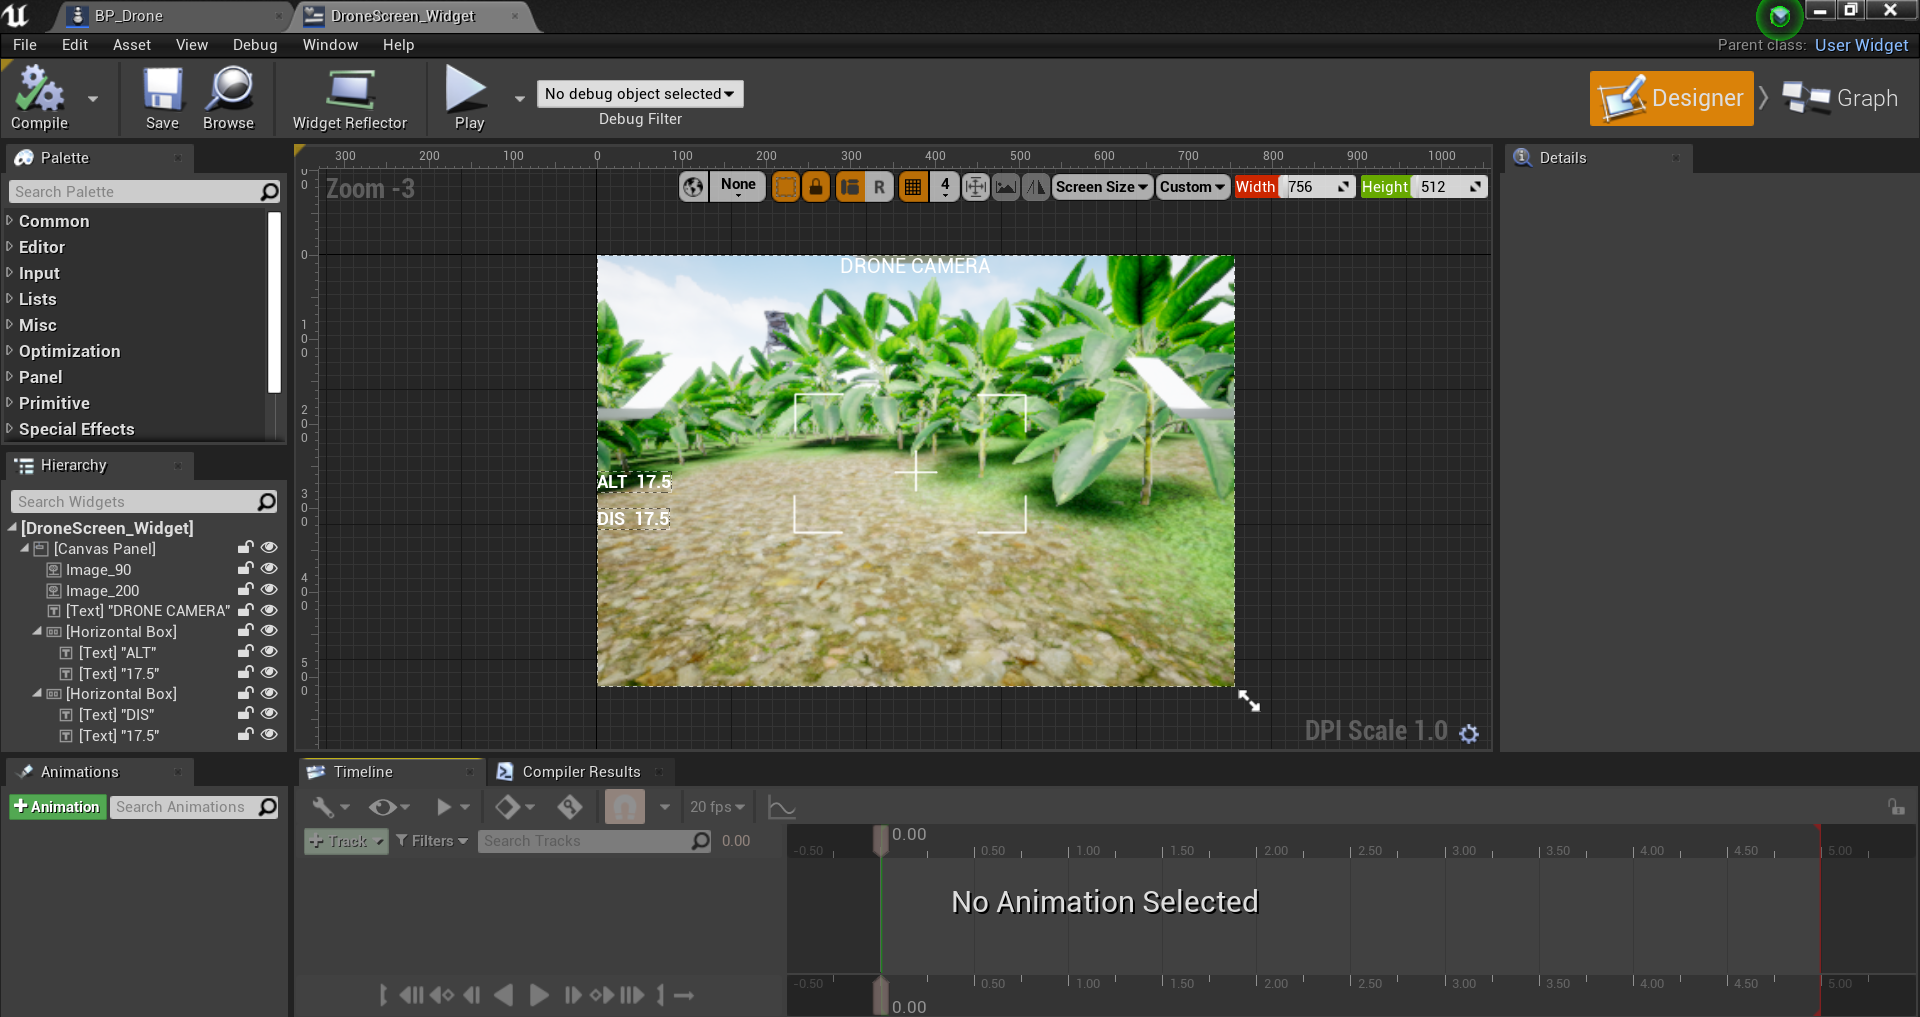 BP_Drone
DroneScreen_Widget
File Edit Asset View Debug Window Help
Parent class: User Widget
Compile
Save
Browse
Widget Reflector
Play
No debug object selected
Debug Filter
Designer
Graph
Palette
Search Palette
Common
Editor
Input
Lists
Misc
Optimization
Panel
Primitive
Special Effects
Hierarchy
Search Widgets
[DroneScreen_Widget]
[Canvas Panel]
Image_90
Image_200
[Text] "DRONE CAMERA"
[Horizontal Box]
[Text] "ALT"
[Text] "17.5"
[Horizontal Box]
[Text] "DIS"
[Text] "17.5"
300 200 100 0 100 200 300 400 500 600 700 800 900 1000
Zoom -3
None
R
4
Screen Size
Custom
Width 756
Height 512
0
0
100
200
300
400
500
DRONE CAMERA
ALT 17.5
DIS 17.5
DPI Scale 1.0
Details
Animations
+Animation
Search Animations
Timeline
Compiler Results
20 fps
+ Track
Filters
Search Tracks
0.00
0.00
-0.50 0.50 1.00 1.50 2.00 2.50 3.00 3.50 4.00 4.50 5.00
No Animation Selected
-0.50 0.50 1.00 1.50 2.00 2.50 3.00 3.50 4.00 4.50 5.00
0.00